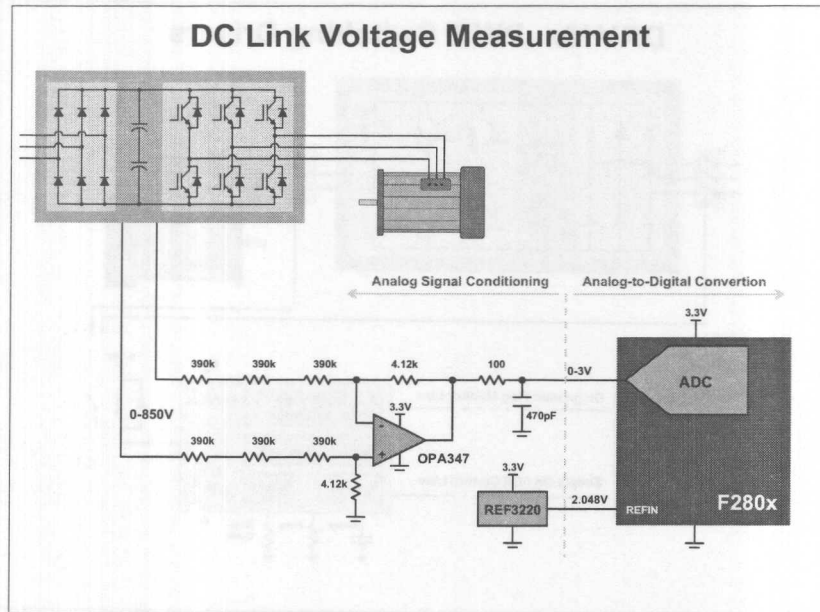 DC Link Voltage Measurement
Analog Signal Conditioning
Analog-to-Digital Convertion
3.3V
390k
390k
390k
4.12k
100
0-3V
ADC
0-850V
3.3V
470pF
-
+
390k
390k
390k
OPA347
4.12k
3.3V
REF3220
2.048V
REFIN
F280x